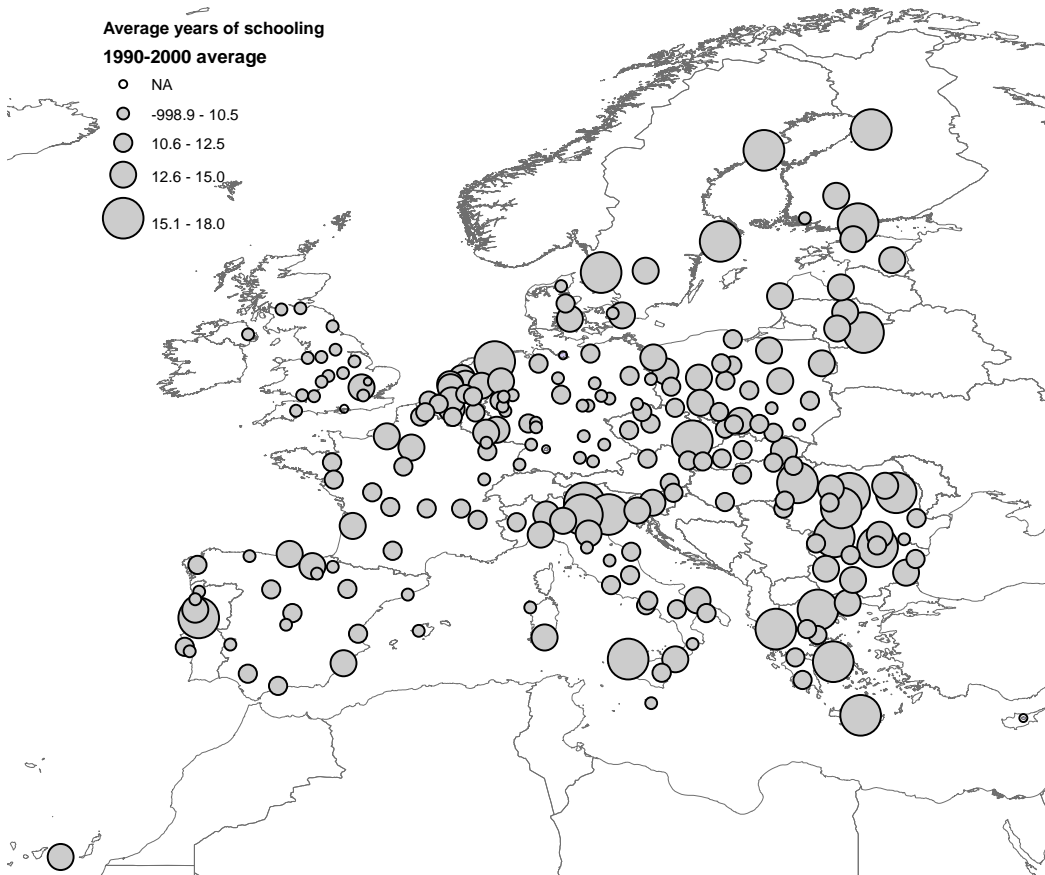 Average years of schooling
1990-2000 average
NA
-998.9 - 10.5
10.6 - 12.5
12.6 - 15.0
15.1 - 18.0